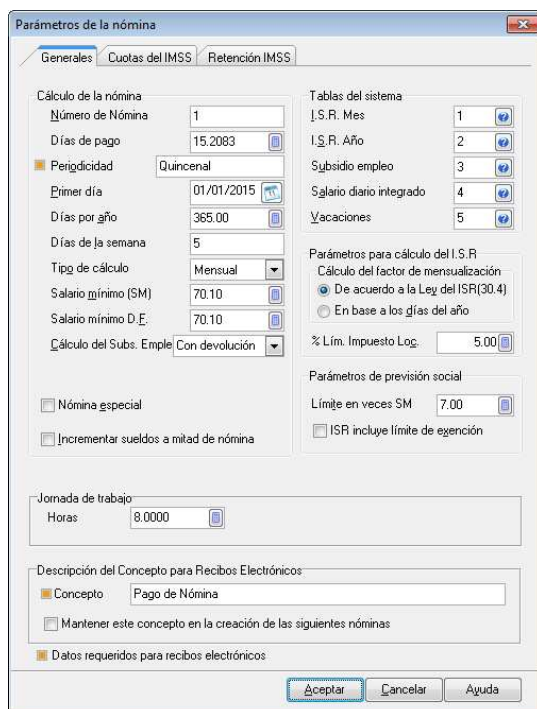 Parámetros de la nómina
Generales
Cuotas del IMSS
Retención IMSS
Cálculo de la nómina
Número de Nómina 1
Días de pago 15.2083
Periodicidad Quincenal
Primer día 01/01/2015
Días por año 365.00
Días de la semana 5
Tipo de cálculo Mensual
Salario mínimo (SM) 70.10
Salario mínimo D.F. 70.10
Cálculo del Subs. Emple Con devolución
Nómina especial
Incrementar sueldos a mitad de nómina
Tablas del sistema
I.S.R. Mes 1
I.S.R. Año 2
Subsidio empleo 3
Salario diario integrado 4
Vacaciones 5
Parámetros para cálculo del I.S.R
Cálculo del factor de mensualización
De acuerdo a la Ley del ISR(30.4)
En base a los días del año
% Lím. Impuesto Loc. 5.00
Parámetros de previsión social
Límite en veces SM 7.00
ISR incluye límite de exención
Jornada de trabajo
Horas 8.0000
Descripción del Concepto para Recibos Electrónicos
Concepto Pago de Nómina
Mantener este concepto en la creación de las siguientes nóminas
Datos requeridos para recibos electrónicos
Aceptar
Cancelar
Ayuda